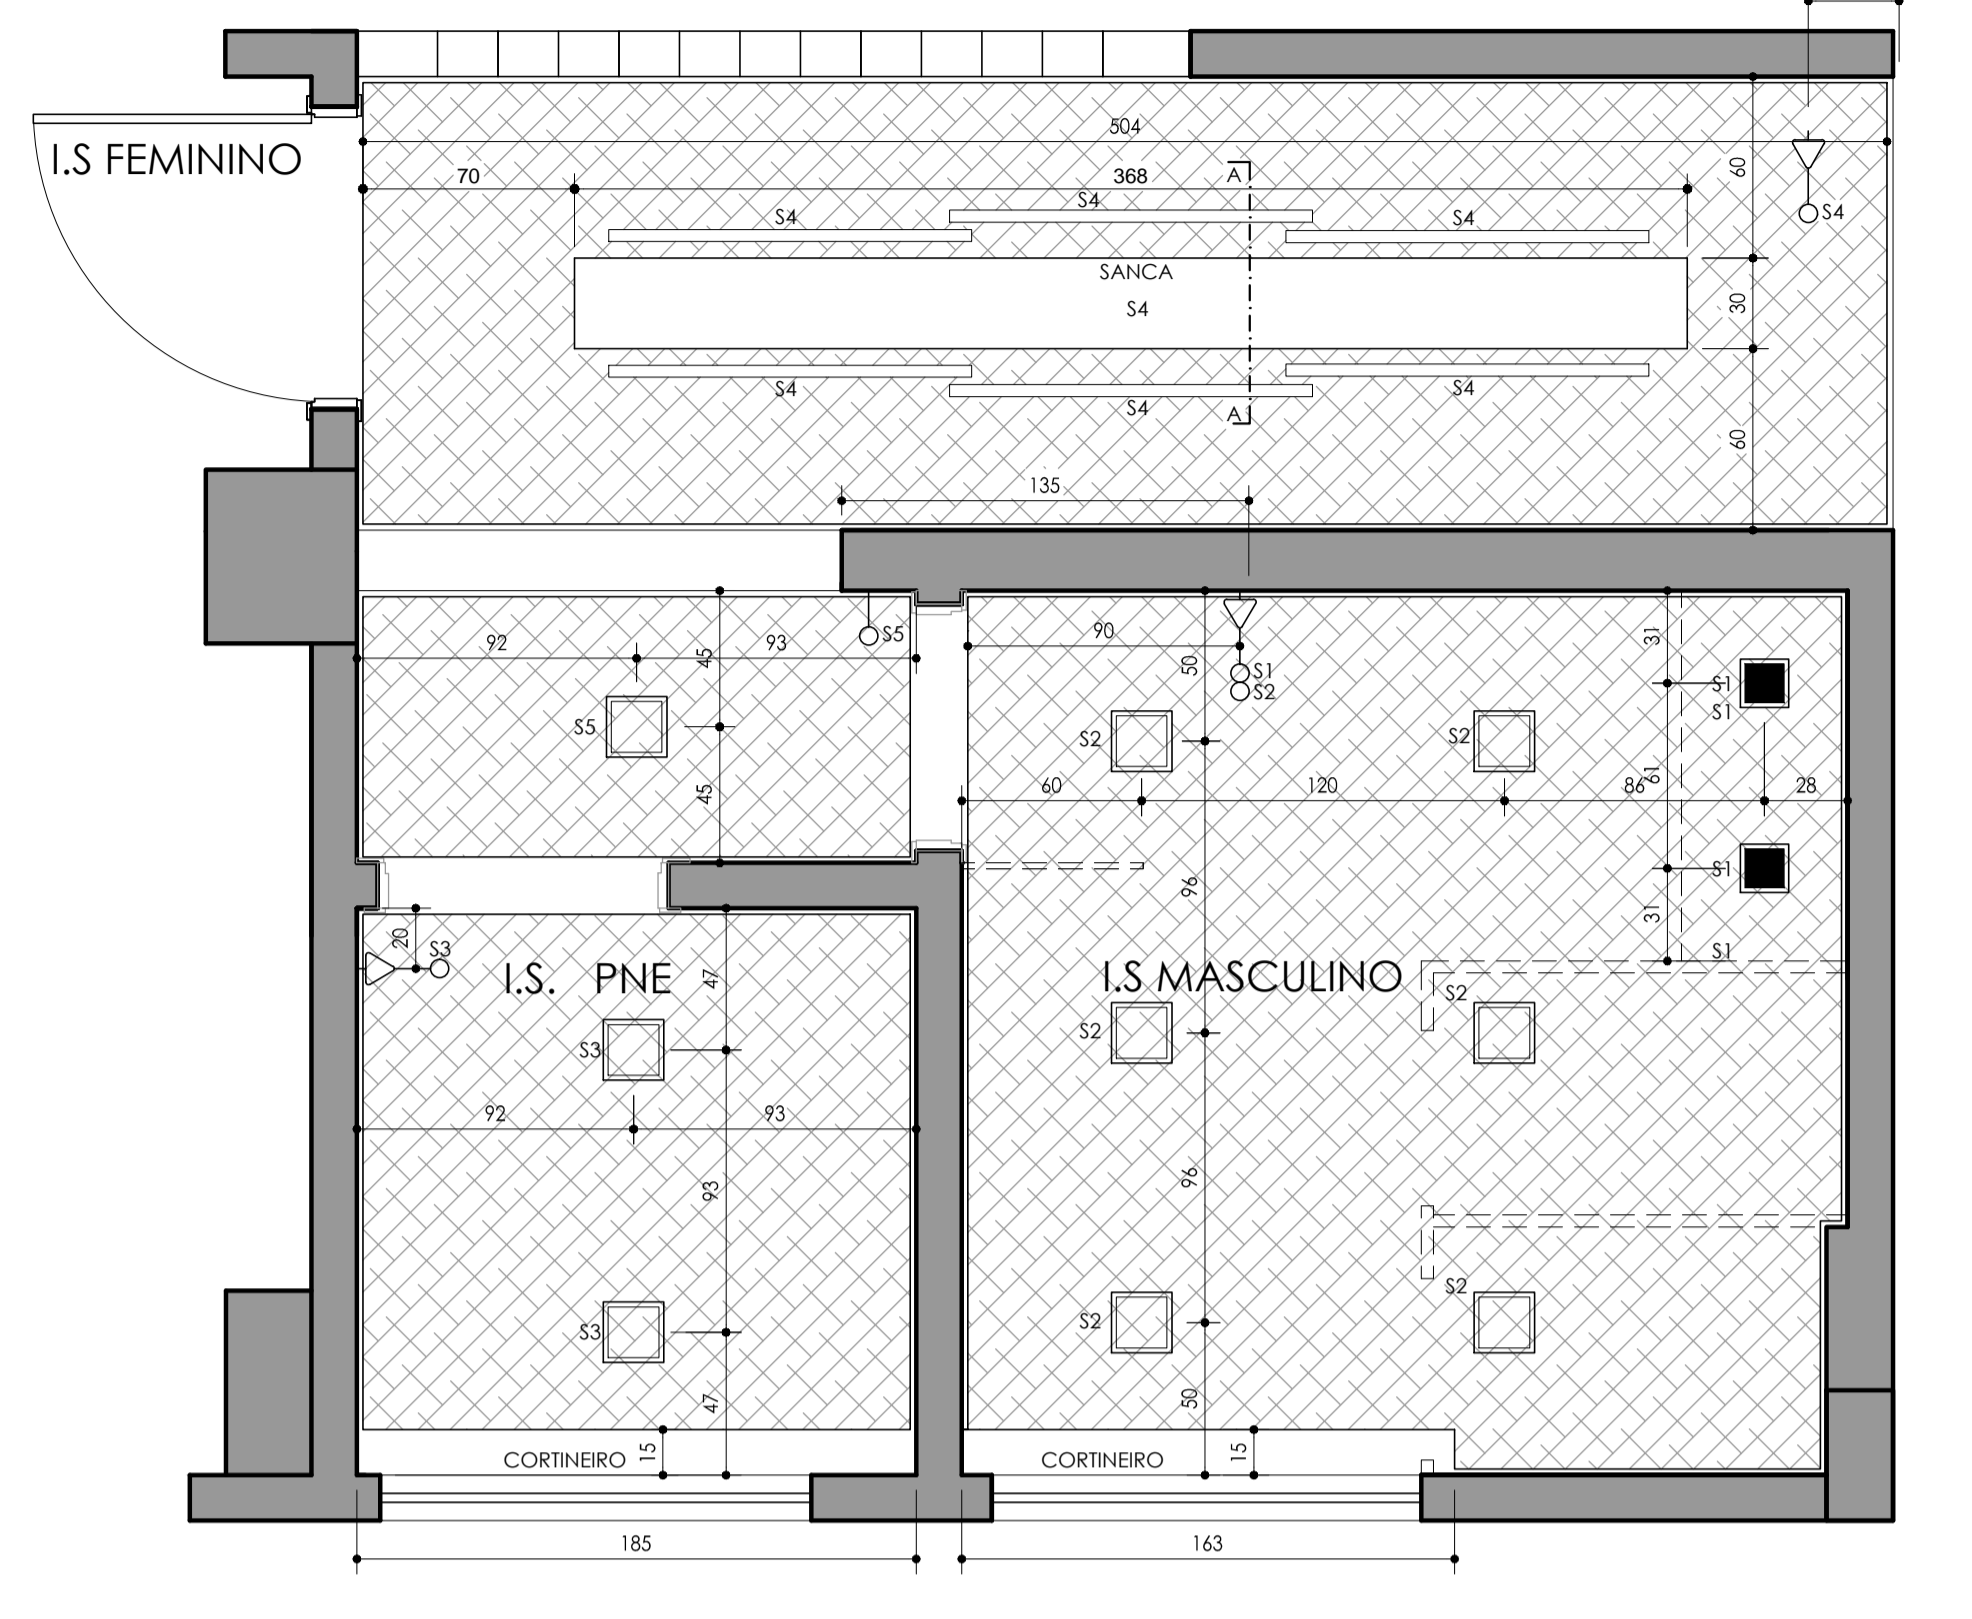 504
I.S FEMININO
70
368
A
60
S4
S4
S4
S4
S4
SANCA
30
S4
S4
S4
S4
A
60
135
92
93
45
S5
90
50
S1
S2
31
S1
S1
S5
S2
S2
45
60
120
86
61
28
96
S1
31
20
S3
I.S. PNE
47
I.S MASCULINO
S1
S2
S3
S2
92
93
93
96
S2
S3
S2
47
50
CORTINEIRO
15
CORTINEIRO
15
185
163